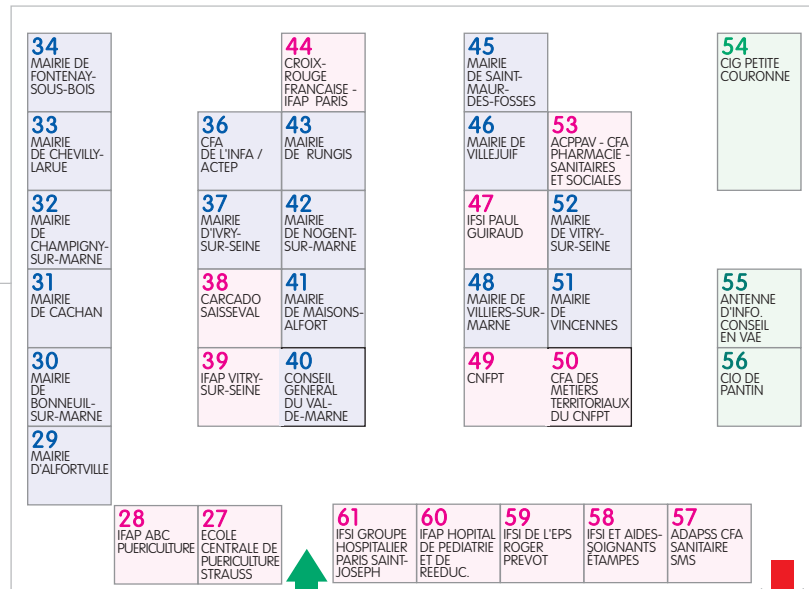 34
MAIRIE DE
FONTENAY-
SOUS-BOIS
33
MAIRIE
DE CHEVILLY-
LARUE
32
MAIRIE
DE
CHAMPIGNY-
SUR-MARNE
31
MAIRIE
DE CACHAN
30
MAIRIE
DE
BONNEUIL-
SUR-MARNE
29
MAIRIE
D'ALFORTVILLE
36
CFA
DE L'INFA /
ACTEP
37
MAIRIE
D'IVRY-
SUR-SEINE
38
CARCADO
SAISSEVAL
39
IFAP VITRY-
SUR-SEINE
44
CROIX-
ROUGE
FRANCAISE -
IFAP PARIS
43
MAIRIE
DE RUNGIS
42
MAIRIE
DE NOGENT-
SUR-MARNE
41
MAIRIE
DE MAISONS-
ALFORT
40
CONSEIL
GENERAL
DU VAL-
DE-MARNE
45
MAIRIE
DE SAINT-
MAUR-
DES-FOSSES
46
MAIRIE DE
VILLEJUIF
47
IFSI PAUL
GUIRAUD
48
MAIRIE DE
VILLIERS-SUR-
MARNE
49
CNFPT
53
ACPPAV - CFA
PHARMACIE -
SANITAIRES
ET SOCIALES
52
MAIRIE
DE VITRY-
SUR-SEINE
51
MAIRIE
DE
VINCENNES
50
CFA DES
METIERS
TERRITORIAUX
DU CNFPT
54
CIG PETITE
COURONNE
55
ANTENNE
D'INFO.
CONSEIL
EN VAE
56
CIO DE
PANTIN
28
IFAP ABC
PUERICULTURE
27
ECOLE
CENTRALE DE
PUERICULTURE
STRAUSS
61
IFSI GROUPE
HOSPITALIER
PARIS SAINT-
JOSEPH
60
IFAP HOPITAL
DE PEDIATRIE
ET DE
REEDUC.
59
IFSI DE L'EPS
ROGER
PREVOT
58
IFSI ET AIDES-
SOIGNANTS
ÉTAMPES
57
ADAPSS CFA
SANITAIRE
SMS